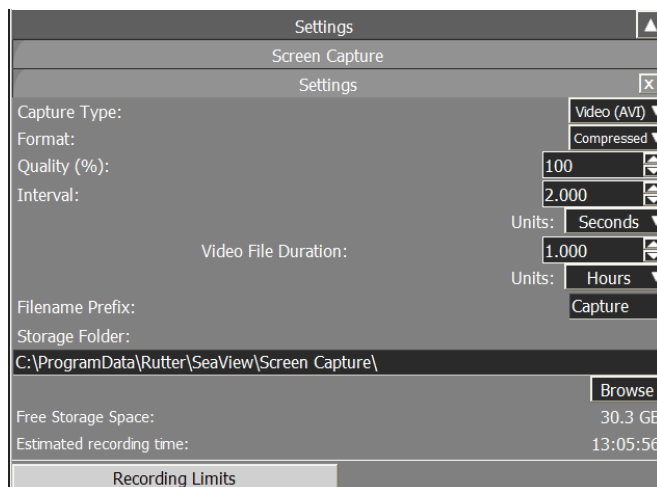 Settings
Screen Capture
Settings X
Capture Type: Video (AVI)
Format: Compressed
Quality (%): 100
Interval: 2.000
Units: Seconds
Video File Duration: 1.000
Units: Hours
Filename Prefix: Capture
Storage Folder:
C:\ProgramData\Rutter\SeaView\Screen Capture\
Browse
Free Storage Space: 30.3 GB
Estimated recording time: 13:05:56
Recording Limits